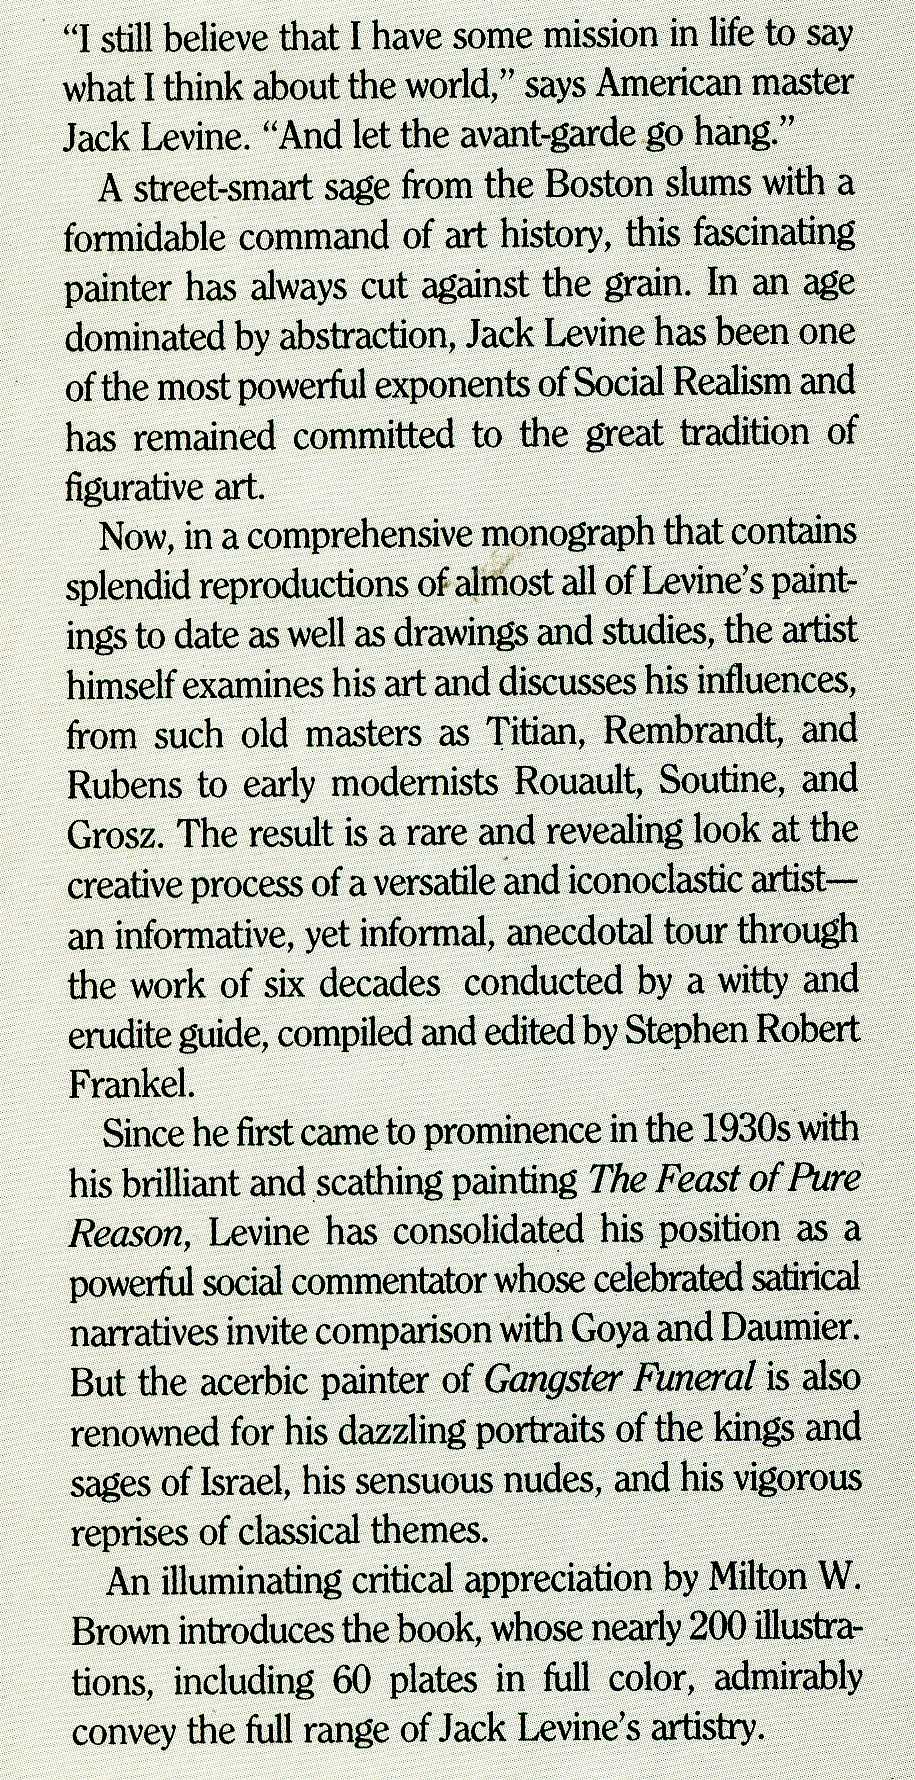 “I still believe that I have some mission in life to say
what I think about the world,” says American master
Jack Levine. “And let the avant-garde go hang.”
A street-smart sage from the Boston slums with a
formidable command of art history, this fascinating
painter has always cut against the grain. In an age
dominated by abstraction, Jack Levine has been one
of the most powerful exponents of Social Realism and
has remained committed to the great tradition of
figurative art.
Now, in a comprehensive monograph that contains
splendid reproductions of almost all of Levine’s paint-
ings to date as well as drawings and studies, the artist
himself examines his art and discusses his influences,
from such old masters as Titian, Rembrandt, and
Rubens to early modernists Rouault, Soutine, and
Grosz. The result is a rare and revealing look at the
creative process of a versatile and iconoclastic artist—
an informative, yet informal, anecdotal tour through
the work of six decades conducted by a witty and
erudite guide, compiled and edited by Stephen Robert
Frankel.
Since he first came to prominence in the 1930s with
his brilliant and scathing painting The Feast of Pure
Reason, Levine has consolidated his position as a
powerful social commentator whose celebrated satirical
narratives invite comparison with Goya and Daumier.
But the acerbic painter of Gangster Funeral is also
renowned for his dazzling portraits of the kings and
sages of Israel, his sensuous nudes, and his vigorous
reprises of classical themes.
An illuminating critical appreciation by Milton W.
Brown introduces the book, whose nearly 200 illustra-
tions, including 60 plates in full color, admirably
convey the full range of Jack Levine’s artistry.